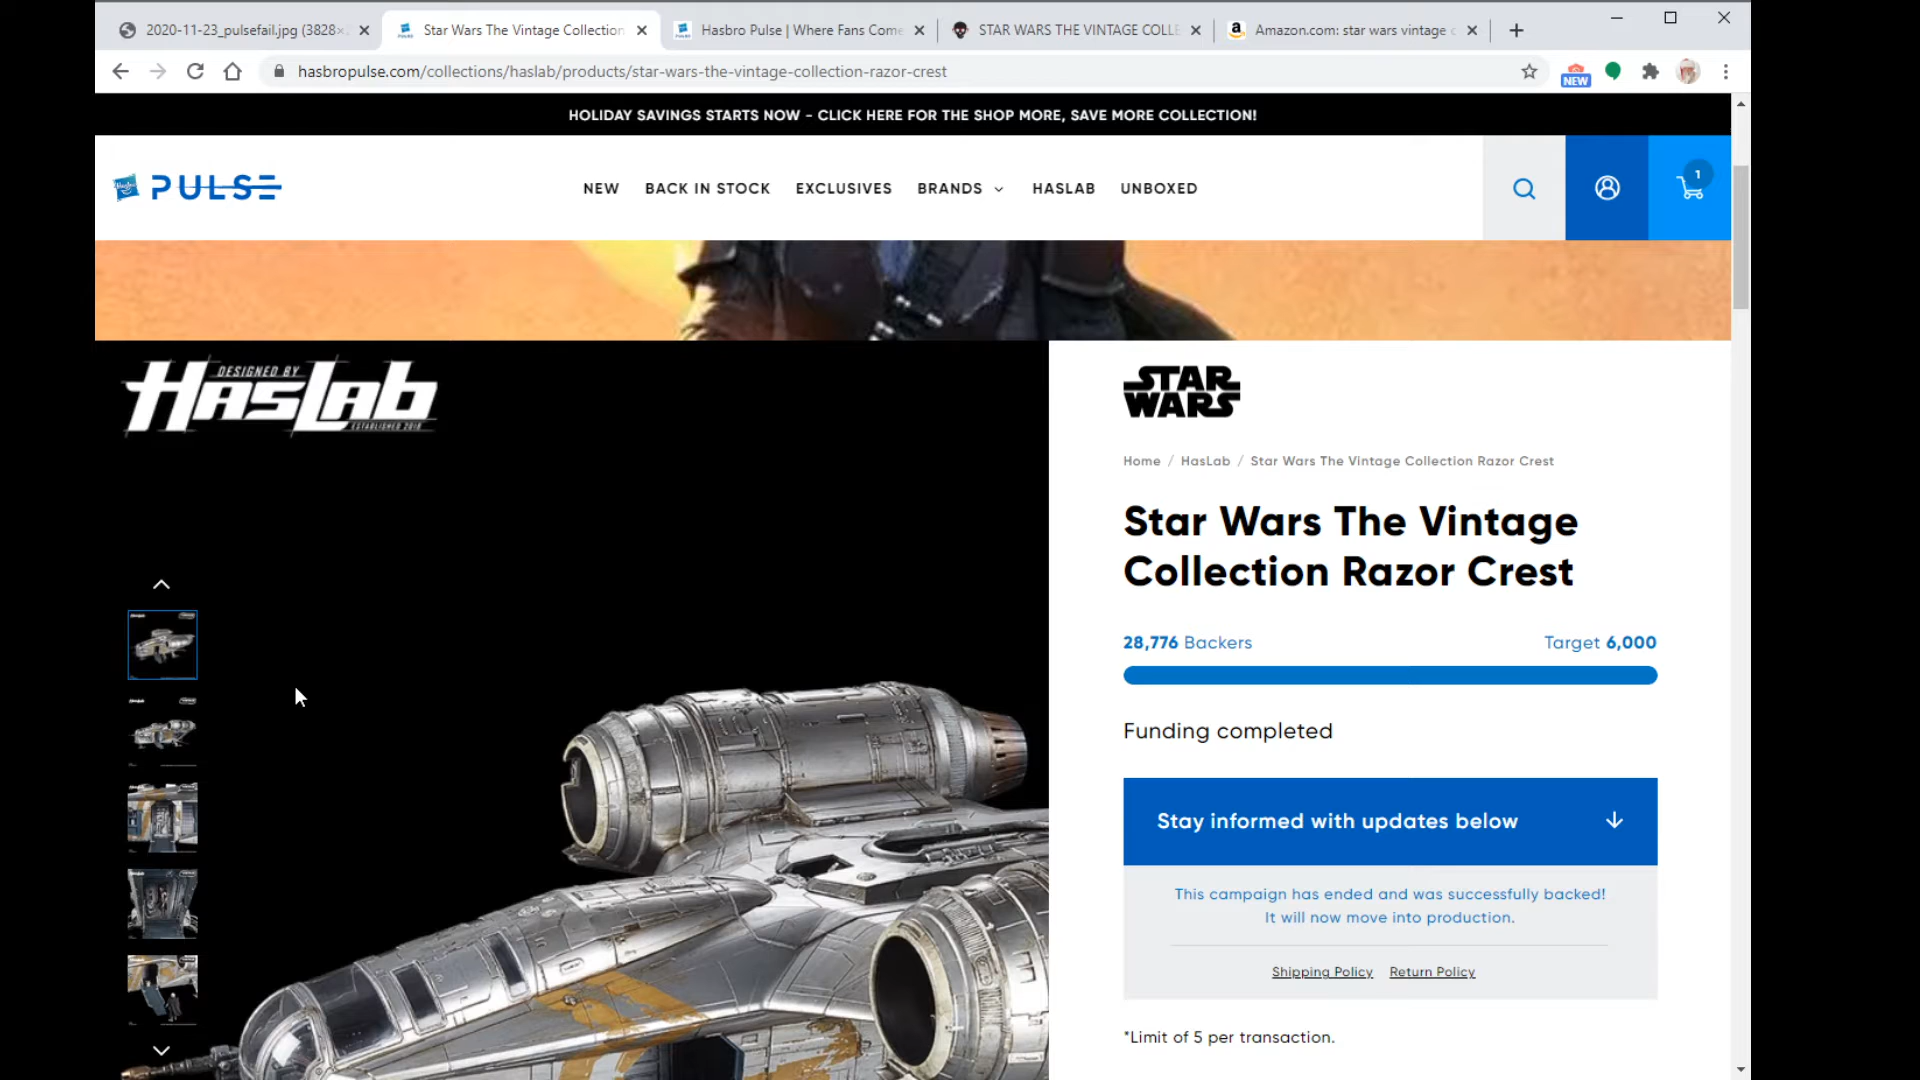 2020-11-23_pulsefail.jpg (3828×
Star Wars The Vintage Collection
Hasbro Pulse | Where Fans Come
STAR WARS THE VINTAGE COLLE
Amazon.com: star wars vintage c
hasbropulse.com/collections/haslab/products/star-wars-the-vintage-collection-razor-crest
NEW
HOLIDAY SAVINGS STARTS NOW - CLICK HERE FOR THE SHOP MORE, SAVE MORE COLLECTION!
Hasbro PULSE
NEW
BACK IN STOCK
EXCLUSIVES
BRANDS
HASLAB
UNBOXED
1
DESIGNED BY
HASLAB
ESTABLISHED 2018
STAR
WARS
Home / HasLab / Star Wars The Vintage Collection Razor Crest
Star Wars The Vintage
Collection Razor Crest
28,776 Backers
Target 6,000
Funding completed
Stay informed with updates below
This campaign has ended and was successfully backed!
It will now move into production.
Shipping Policy
Return Policy
*Limit of 5 per transaction.